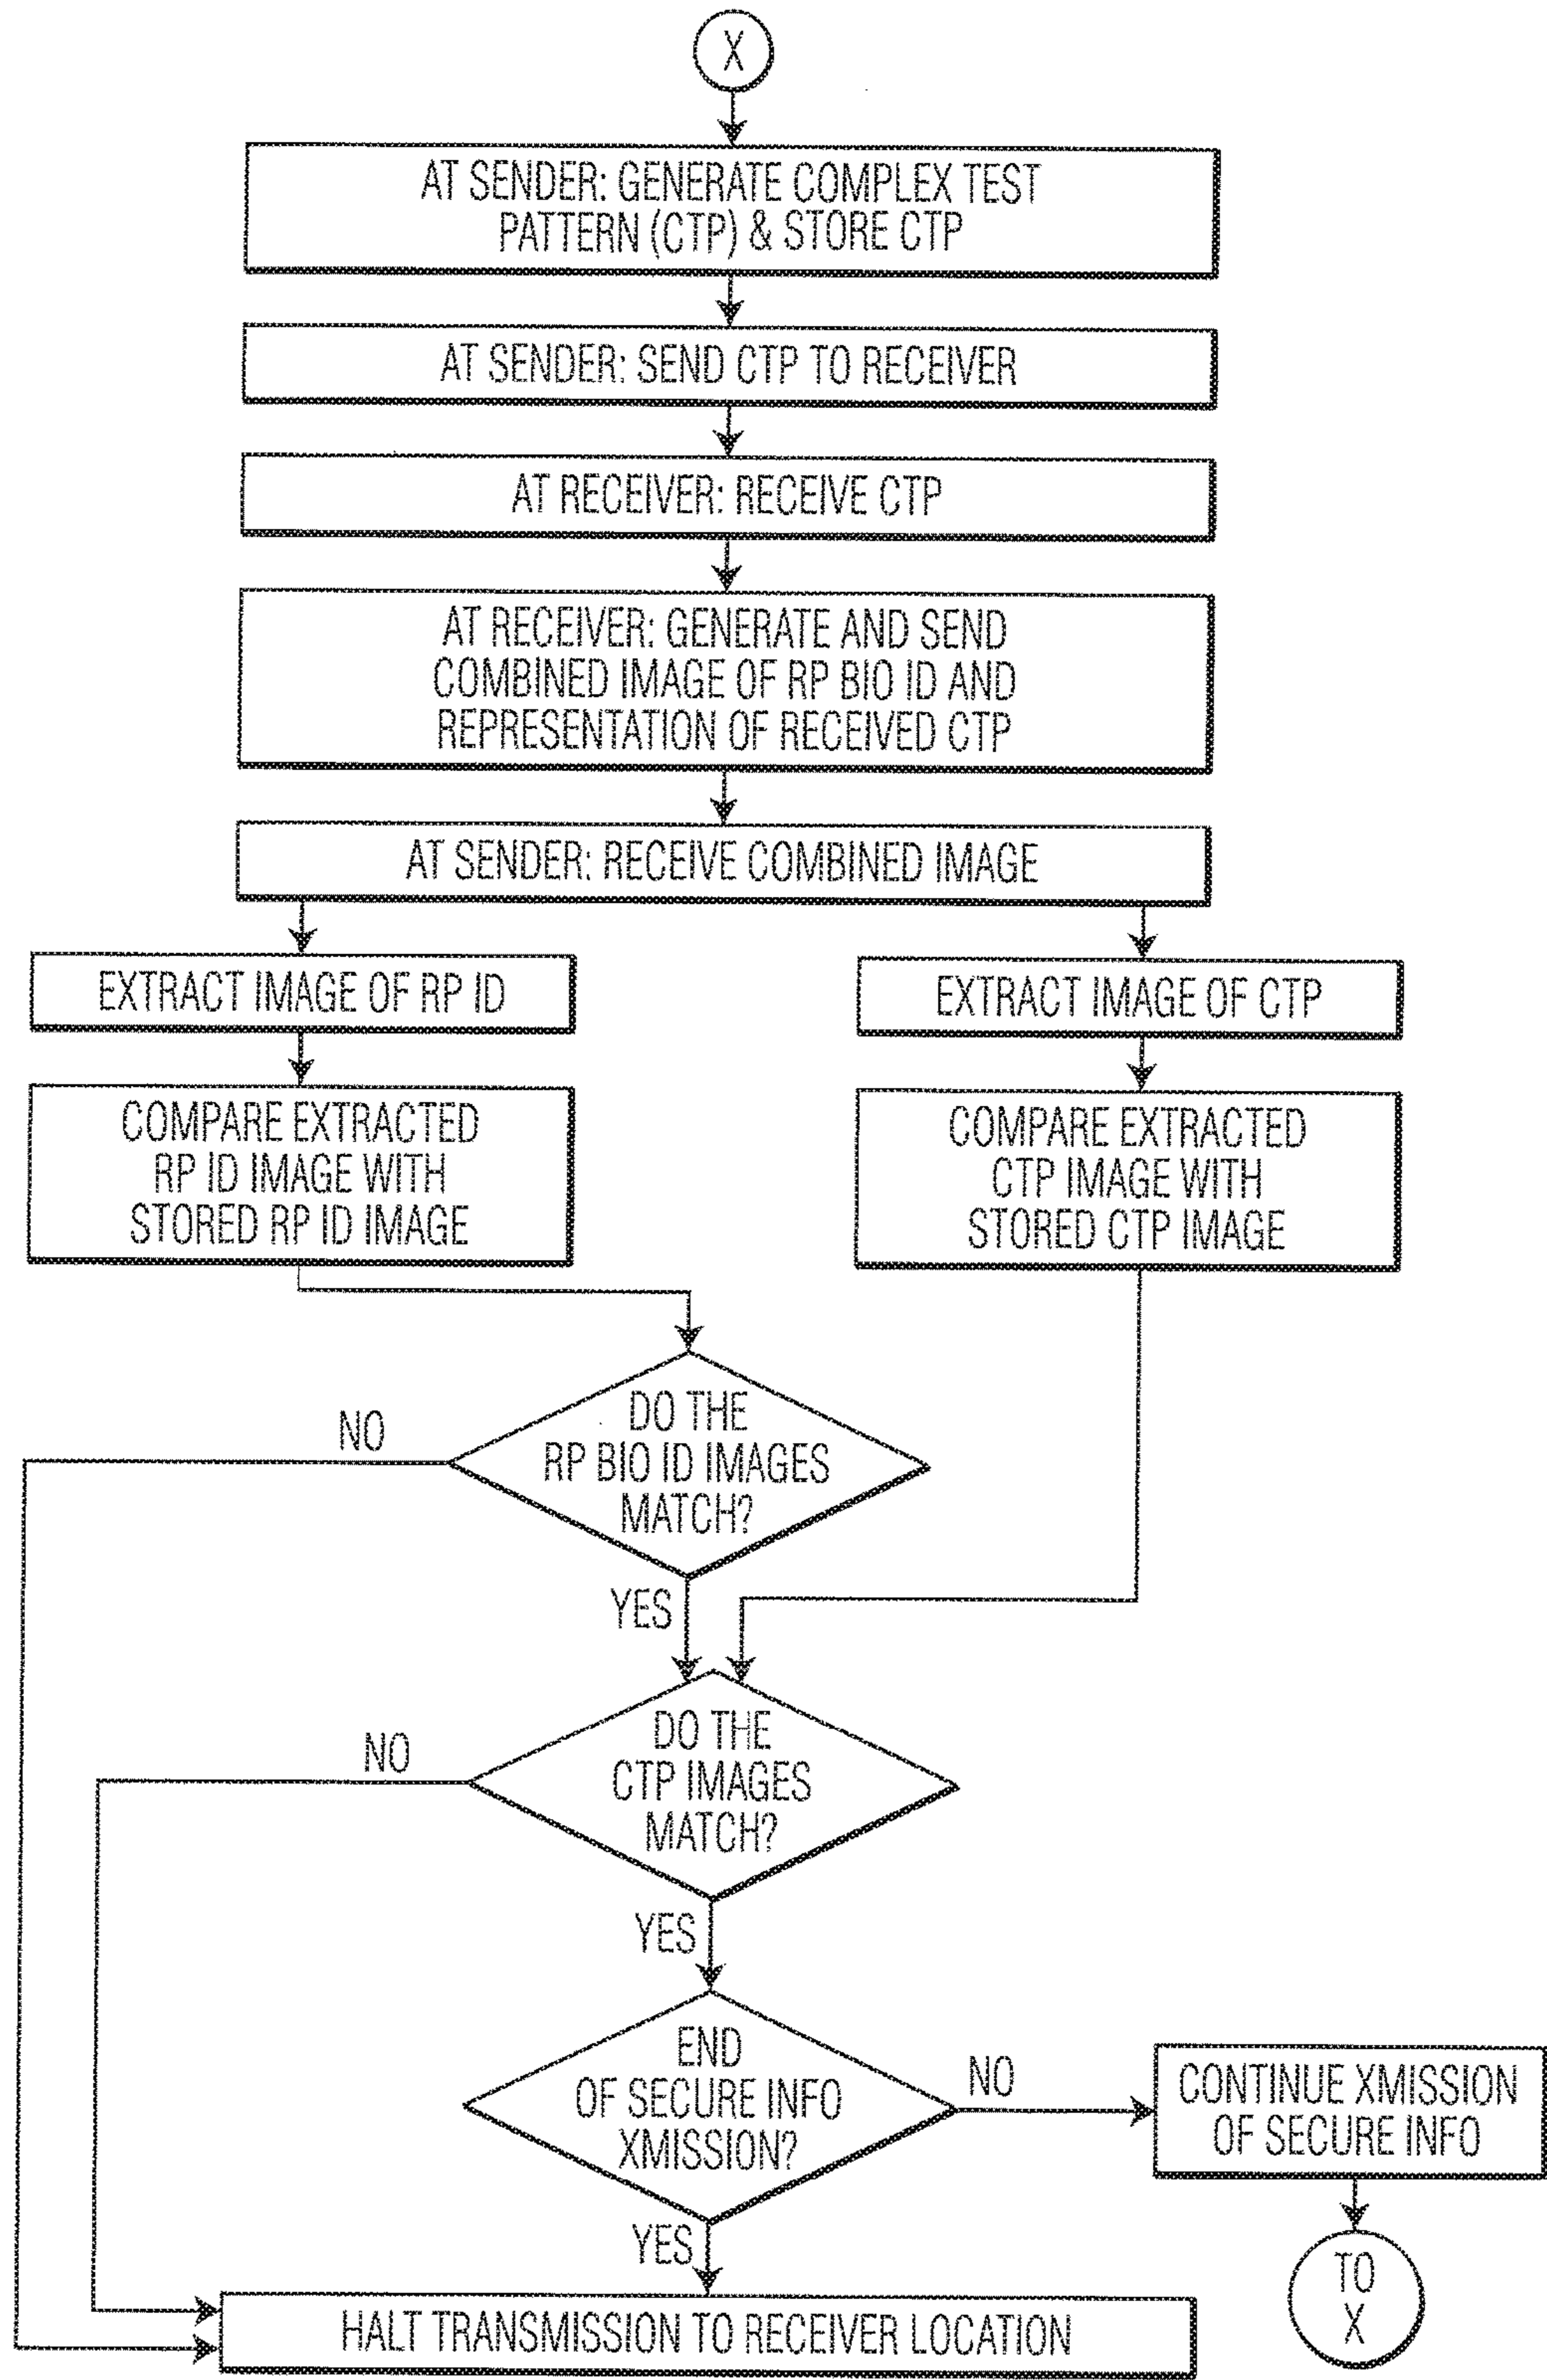 X
AT SENDER: GENERATE COMPLEX TEST
PATTERN (CTP) & STORE CTP
AT SENDER: SEND CTP TO RECEIVER
AT RECEIVER: RECEIVE CTP
AT RECEIVER: GENERATE AND SEND
COMBINED IMAGE OF RP BIO ID AND
REPRESENTATION OF RECEIVED CTP
AT SENDER: RECEIVE COMBINED IMAGE
EXTRACT IMAGE OF RP ID
EXTRACT IMAGE OF CTP
COMPARE EXTRACTED
RP ID IMAGE WITH
STORED RP ID IMAGE
COMPARE EXTRACTED
CTP IMAGE WITH
STORED CTP IMAGE
NO
DO THE
RP BIO ID IMAGES
MATCH?
YES
NO
DO THE
CTP IMAGES
MATCH?
YES
END
OF SECURE INFO
XMISSION?
NO
CONTINUE XMISSION
OF SECURE INFO
YES
TO
X
HALT TRANSMISSION TO RECEIVER LOCATION